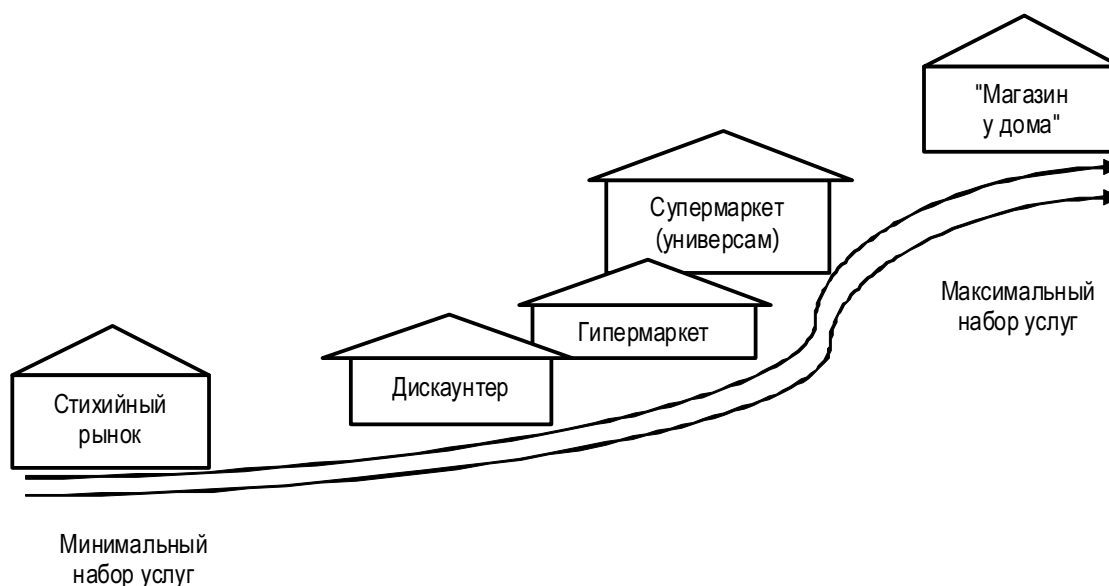 "Магазин
у дома"
Супермаркет
(универсам)
Гипермаркет
Дискаунтер
Стихийный
рынок
Максимальный
набор услуг
Минимальный
набор услуг